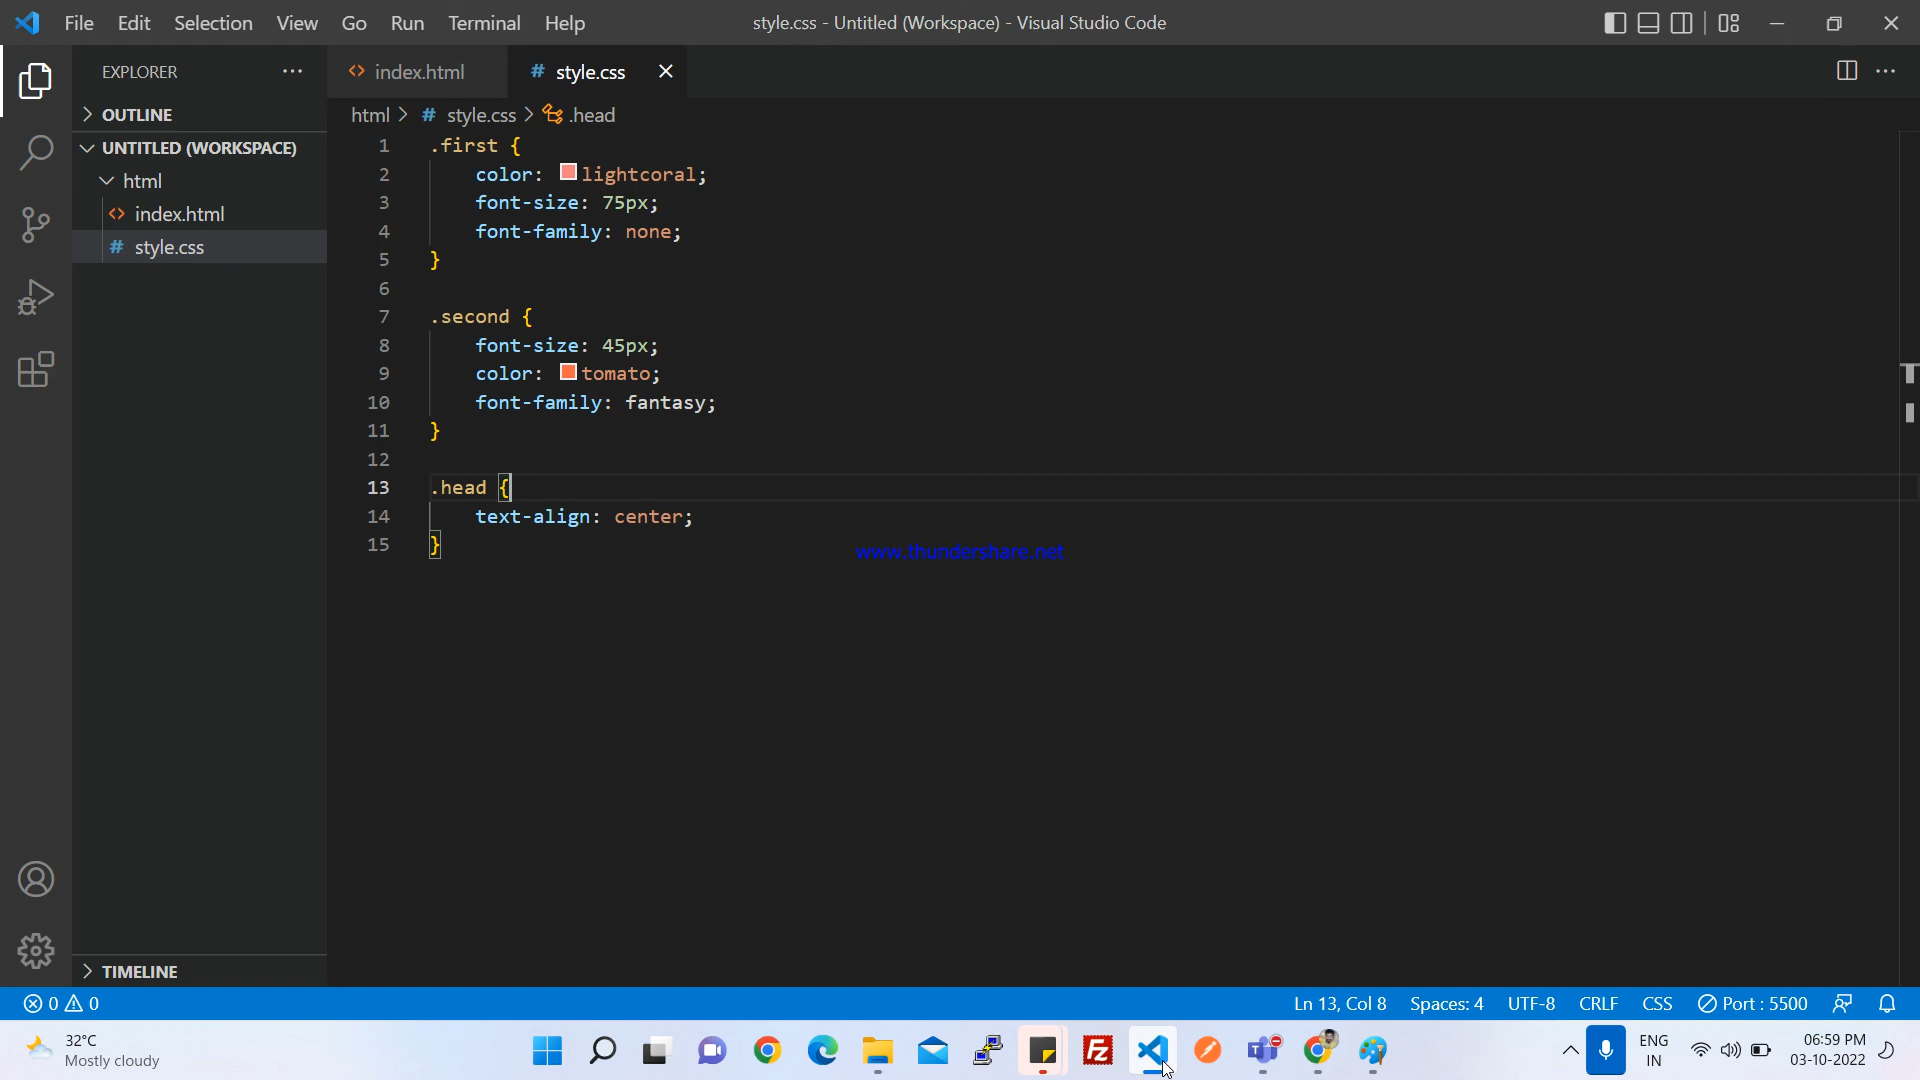 File Edit Selection View Go Run Terminal Help
style.css - Untitled (Workspace) - Visual Studio Code
EXPLORER
OUTLINE
UNTITLED (WORKSPACE)
html
index.html
style.css
TIMELINE
index.html
style.css
html > style.css > .head
1 .first {
2 color: lightcoral;
3 font-size: 75px;
4 font-family: none;
5 }
6
7 .second {
8 font-size: 45px;
9 color: tomato;
10 font-family: fantasy;
11 }
12
13 .head {
14 text-align: center;
15 }
www.thundershare.net
0 0
Ln 13, Col 8 Spaces: 4 UTF-8 CRLF CSS Port : 5500
32°C
Mostly cloudy
Fz
T
ENG
IN
06:59 PM
03-10-2022